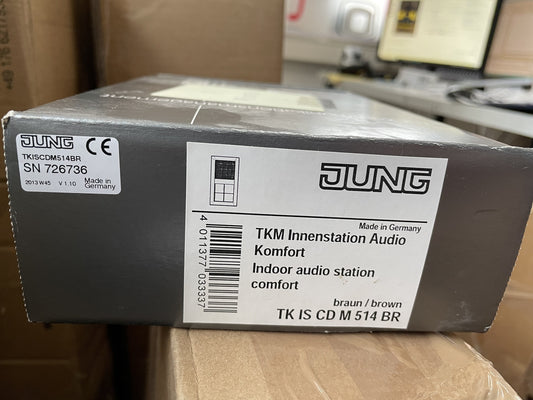 JUNG CE
TKISCDM514BR
SN 726736
2013 W45 V 1.10 Made in
Germany
JUNG
Made in Germany
TKM Innenstation Audio
Komfort
Indoor audio station
comfort
braun / brown
TK IS CD M 514 BR
4 011377 033337